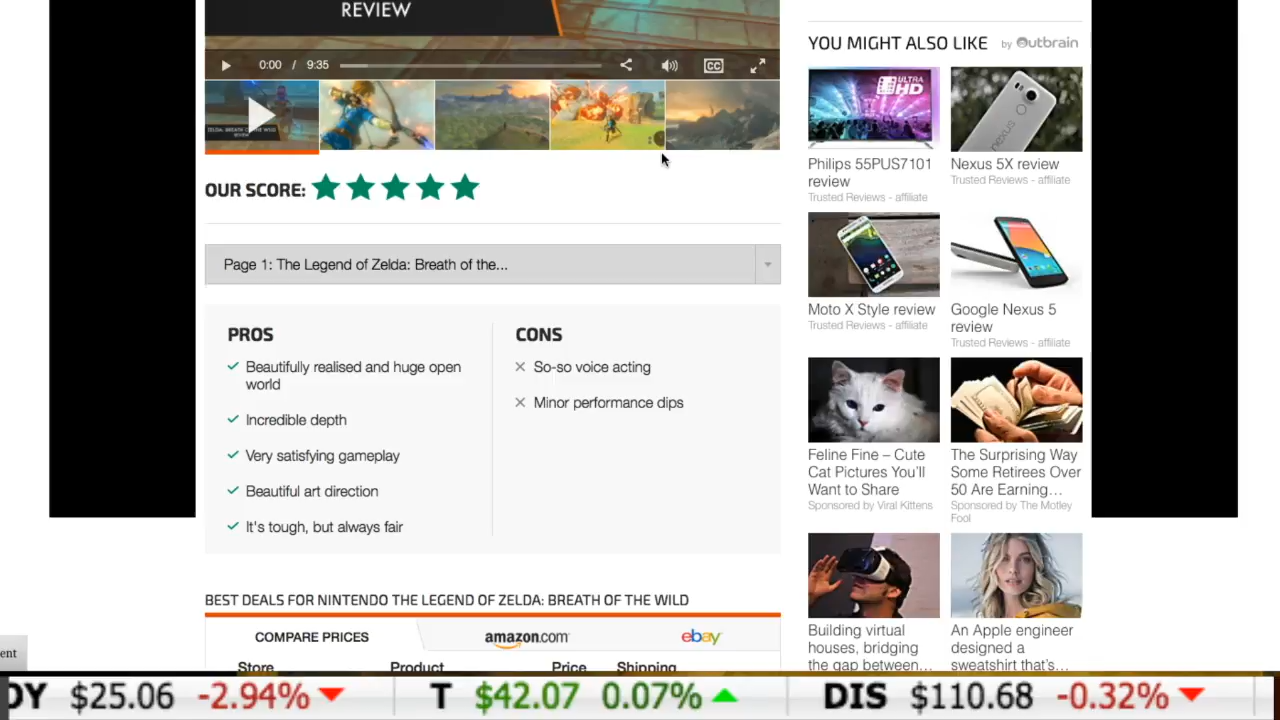 REVIEW
0:00 / 9:35
CC
OUR SCORE:
Page 1: The Legend of Zelda: Breath of the...
PROS
Beautifully realised and huge open
world
Incredible depth
Very satisfying gameplay
Beautiful art direction
It's tough, but always fair
CONS
So-so voice acting
Minor performance dips
BEST DEALS FOR NINTENDO THE LEGEND OF ZELDA: BREATH OF THE WILD
COMPARE PRICES
amazon.com
ebay
Store Product Price Shipping
YOU MIGHT ALSO LIKE by Outbrain
ULTRA
HD
Philips 55PUS7101
review
Trusted Reviews - affiliate
nexus
Nexus 5X review
Trusted Reviews - affiliate
Moto X Style review
Trusted Reviews - affiliate
Google Nexus 5
review
Trusted Reviews - affiliate
Feline Fine – Cute
Cat Pictures You'll
Want to Share
Sponsored by Viral Kittens
The Surprising Way
Some Retirees Over
50 Are Earning…
Sponsored by The Motley
Fool
Building virtual
houses, bridging
the gap between…
An Apple engineer
designed a
sweatshirt that's…
ent
DY $25.06 -2.94% T $42.07 0.07% DIS $110.68 -0.32%